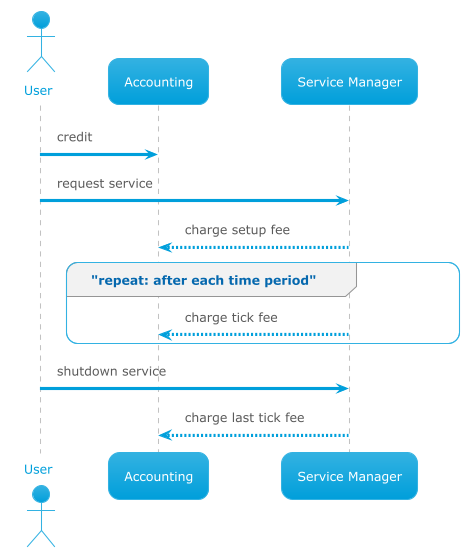 User
Accounting
Service Manager
credit
request service
charge setup fee
"repeat: after each time period"
charge tick fee
shutdown service
charge last tick fee
User
Accounting
Service Manager